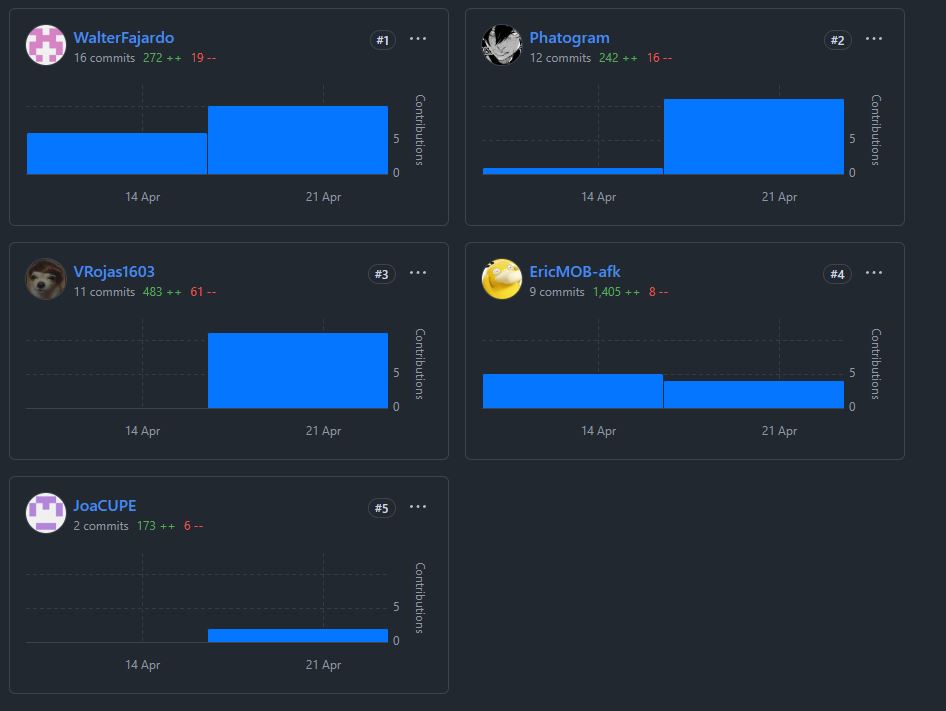 WalterFajardo
#1
16 commits 272 ++ 19 --
Contributions
5
0
14 Apr 21 Apr
Phatogram
#2
12 commits 242 ++ 16 --
Contributions
5
0
14 Apr 21 Apr
VRojas1603
#3
11 commits 483 ++ 61 --
Contributions
5
0
14 Apr 21 Apr
EricMOB-afk
#4
9 commits 1,405 ++ 8 --
Contributions
5
0
14 Apr 21 Apr
JoaCUPE
#5
2 commits 173 ++ 6 --
Contributions
5
0
14 Apr 21 Apr